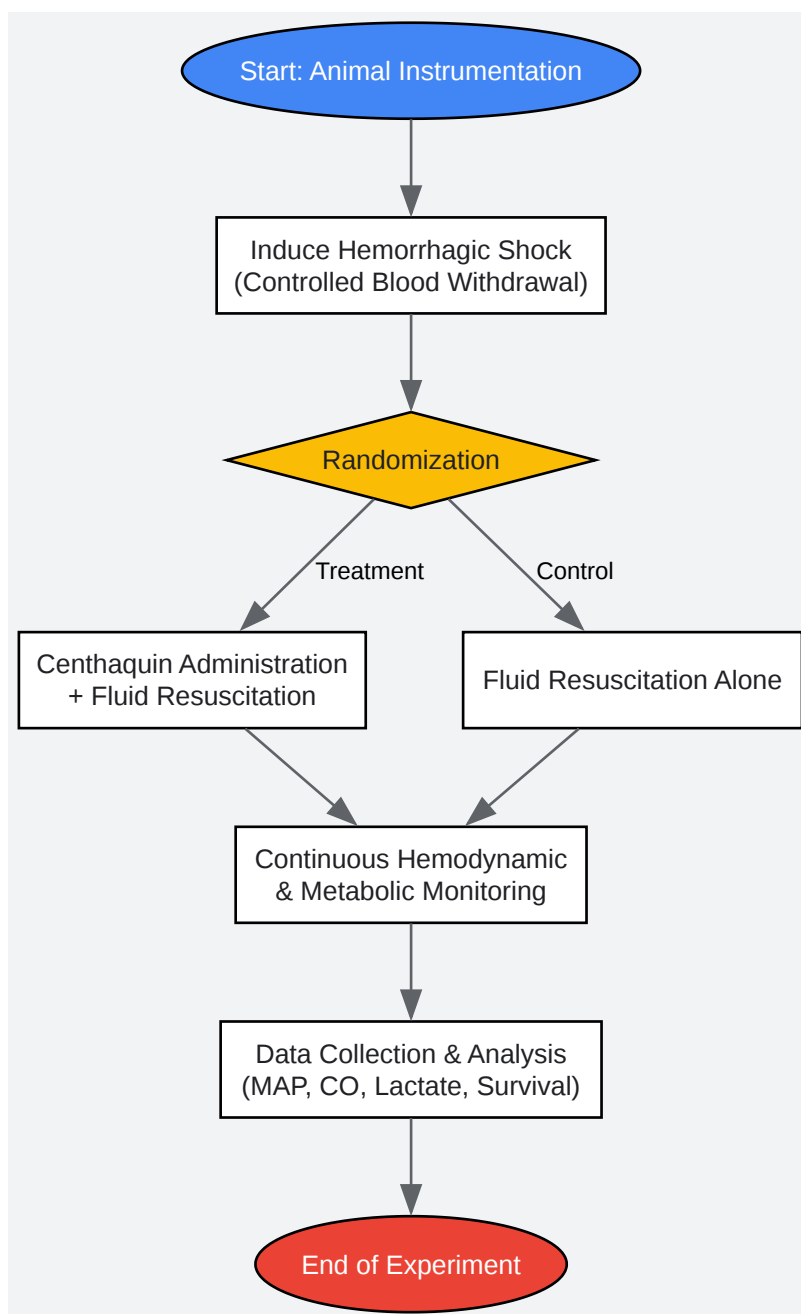 Start: Animal Instrumentation
Induce Hemorrhagic Shock
(Controlled Blood Withdrawal)
Randomization
Treatment
Control
Centhaquin Administration
+ Fluid Resuscitation
Fluid Resuscitation Alone
Continuous Hemodynamic
& Metabolic Monitoring
Data Collection & Analysis
(MAP, CO, Lactate, Survival)
End of Experiment